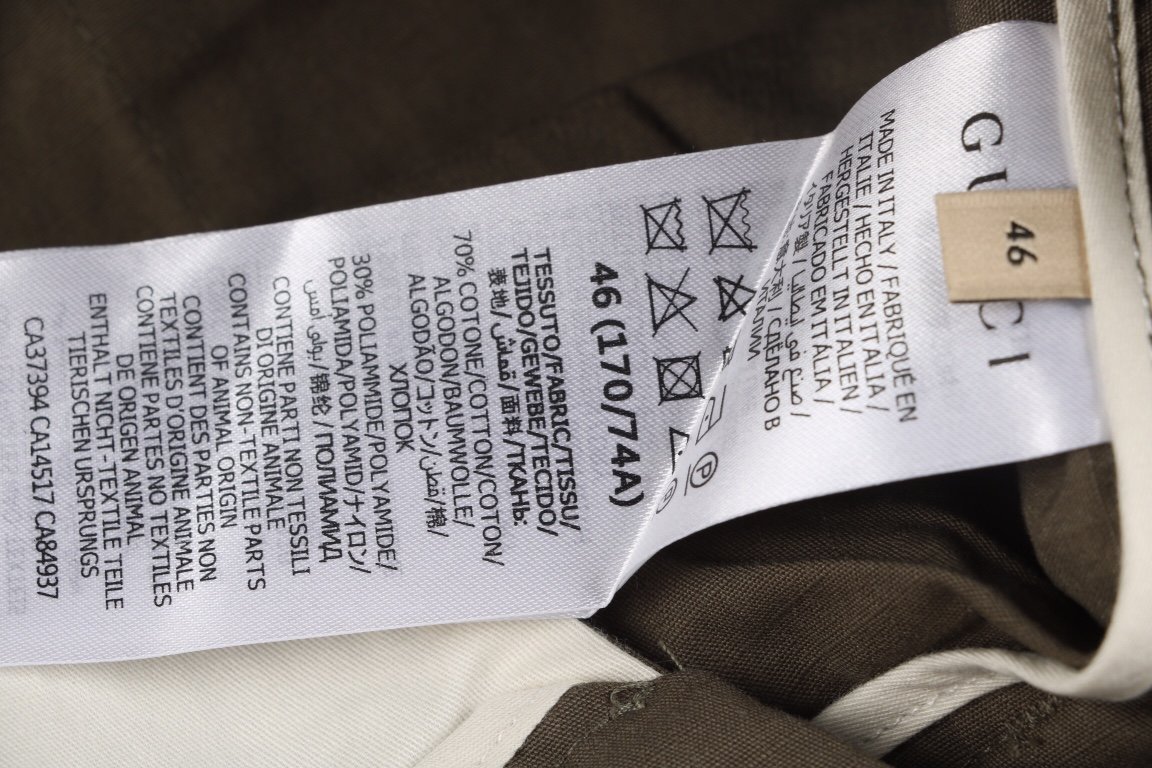 GUCCI
46
MADE IN ITALY / FABRIQUÉ EN
ITALIE / HECHO EN ITALIA /
HERGESTELLT IN ITALIEN /
FABRICADO EM ITALIA /
صنع في إيطاليا /
СДЕЛАНО В
P
46 (170/74A)
TESSUTO/FABRIC/TISSU/
TEJIDO/GEWEBE/TECIDO/
表地/قماش/面料/ТКАНЬ:
70% COTONE/COTTON/COTON/
ALGODON/BAUMWOLLE/
ALGODÃO/コットン/قطن/棉/
ХЛОПОК
30% POLIAMMIDE/POLYAMIDE/
POLIAMIDA/POLYAMID/ナイロン/
بولي أميد/锦纶/ПОЛИАМИД
CONTIENE PARTI NON TESSILI
DI ORIGINE ANIMALE
CONTAINS NON-TEXTILE PARTS
OF ANIMAL ORIGIN
CONTIENT DES PARTIES NON
TEXTILES D'ORIGINE ANIMALE
CONTIENE PARTES NO TEXTILES
DE ORIGEN ANIMAL
ENTHALT NICHT-TEXTILE TEILE
TIERISCHEN URSPRUNGS
CA37394 CA14517 CA84937